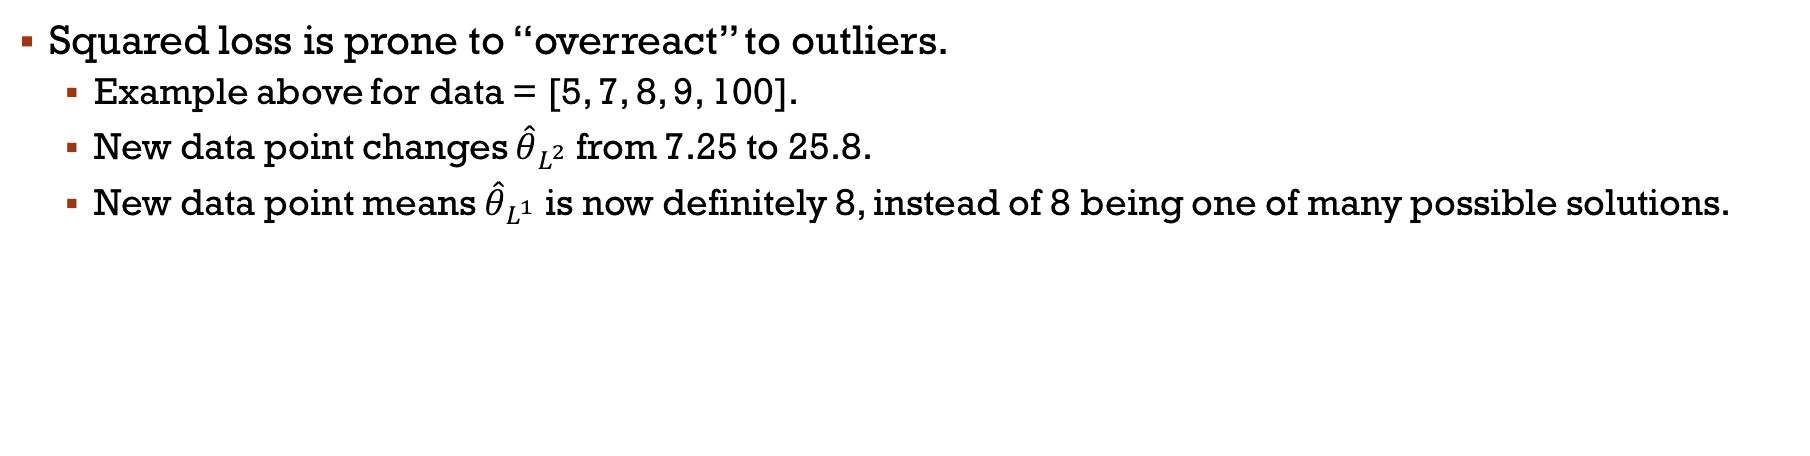 ▪ Squared loss is prone to “overreact” to outliers.
▪ Example above for data = [5, 7, 8, 9, 100].
▪ New data point changes θ̂_{L²} from 7.25 to 25.8.
▪ New data point means θ̂_{L¹} is now definitely 8, instead of 8 being one of many possible solutions.